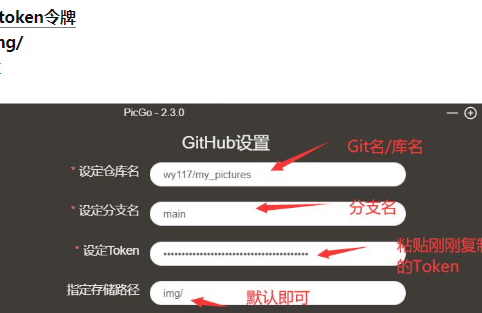 token令牌
ng/
PicGo - 2.3.0
GitHub设置
Git名/库名
* 设定仓库名 wy117/my_pictures
* 设定分支名 main 分支名
* 设定Token ••••••••••••••••••••••••••••••••••••••••
粘贴刚刚复制
的Token
指定存储路径 img/ 默认即可